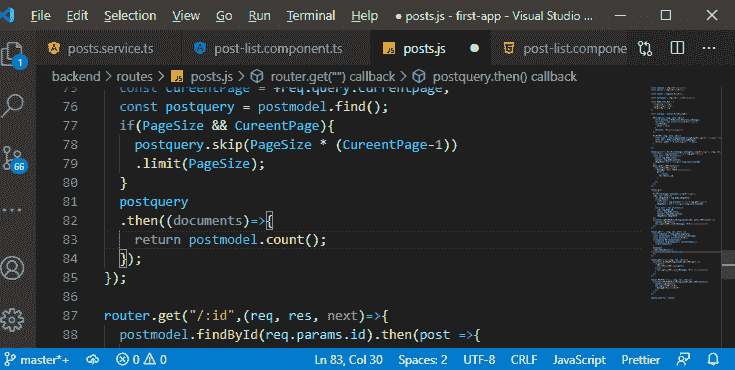 File Edit Selection View Go Run Terminal Help ● posts.js - first-app - Visual Studio ...
posts.service.ts post-list.component.ts JS posts.js ● post-list.compone ...
1
backend > routes > JS posts.js > router.get("") callback > postquery.then() callback
75 const CureentPage = +req.query.currentpage;
76 const postquery = postmodel.find();
77 if(PageSize && CureentPage){
78 postquery.skip(PageSize * (CureentPage-1))
79 .limit(PageSize);
80 }
81 postquery
82 .then((documents)=>{
83 return postmodel.count();
84 });
85 });
86
87 router.get("/:id",(req, res, next)=>{
88 postmodel.findById(req.params.id).then(post =>{
66
master*+ 0 0 Ln 83, Col 30 Spaces: 2 UTF-8 CRLF JavaScript Prettier